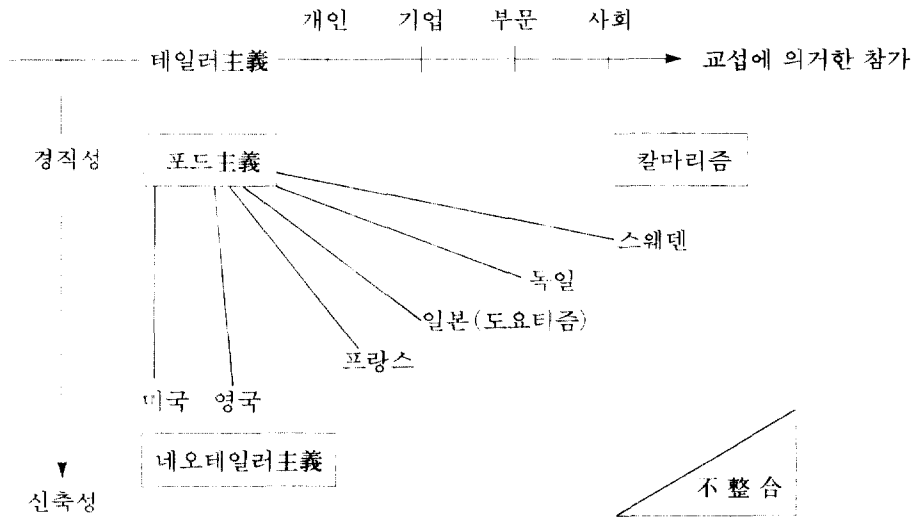 개인 기업 부문 사회
테일러主義 교섭에 의거한 참가
경직성 포드主義 칼마리즘
스웨덴
독일
일본(도요티즘)
프랑스
미국 영국
네오테일러主義
不整合
신축성